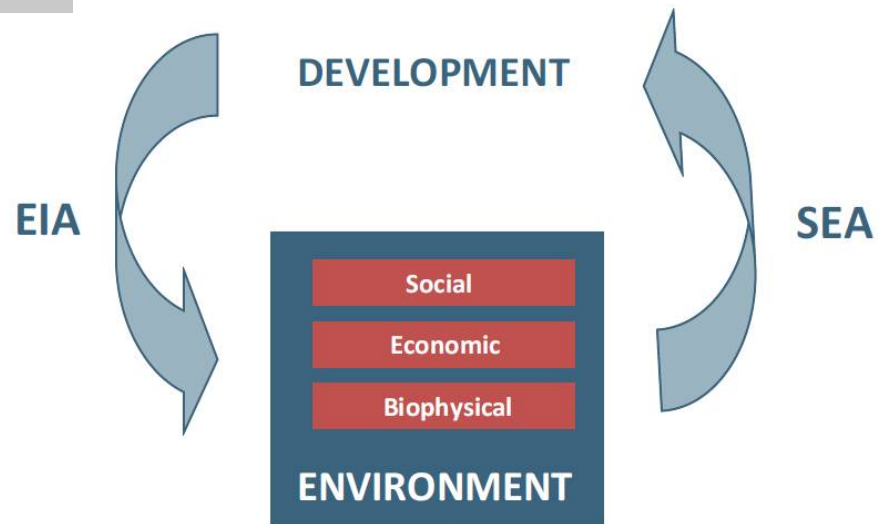 DEVELOPMENT
EIA
SEA
Social
Economic
Biophysical
ENVIRONMENT